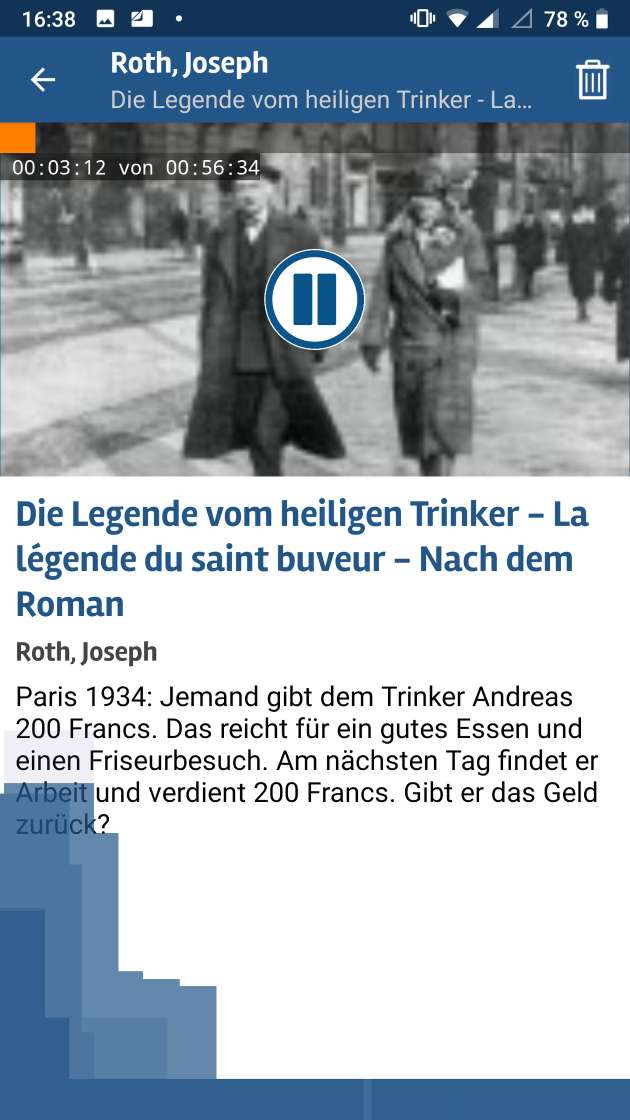 16:38 78 %
Roth, Joseph
Die Legende vom heiligen Trinker - La…
00:03:12 von 00:56:34
Die Legende vom heiligen Trinker – La
légende du saint buveur – Nach dem
Roman
Roth, Joseph
Paris 1934: Jemand gibt dem Trinker Andreas
200 Francs. Das reicht für ein gutes Essen und
einen Friseurbesuch. Am nächsten Tag findet er
Arbeit und verdient 200 Francs. Gibt er das Geld
zurück?